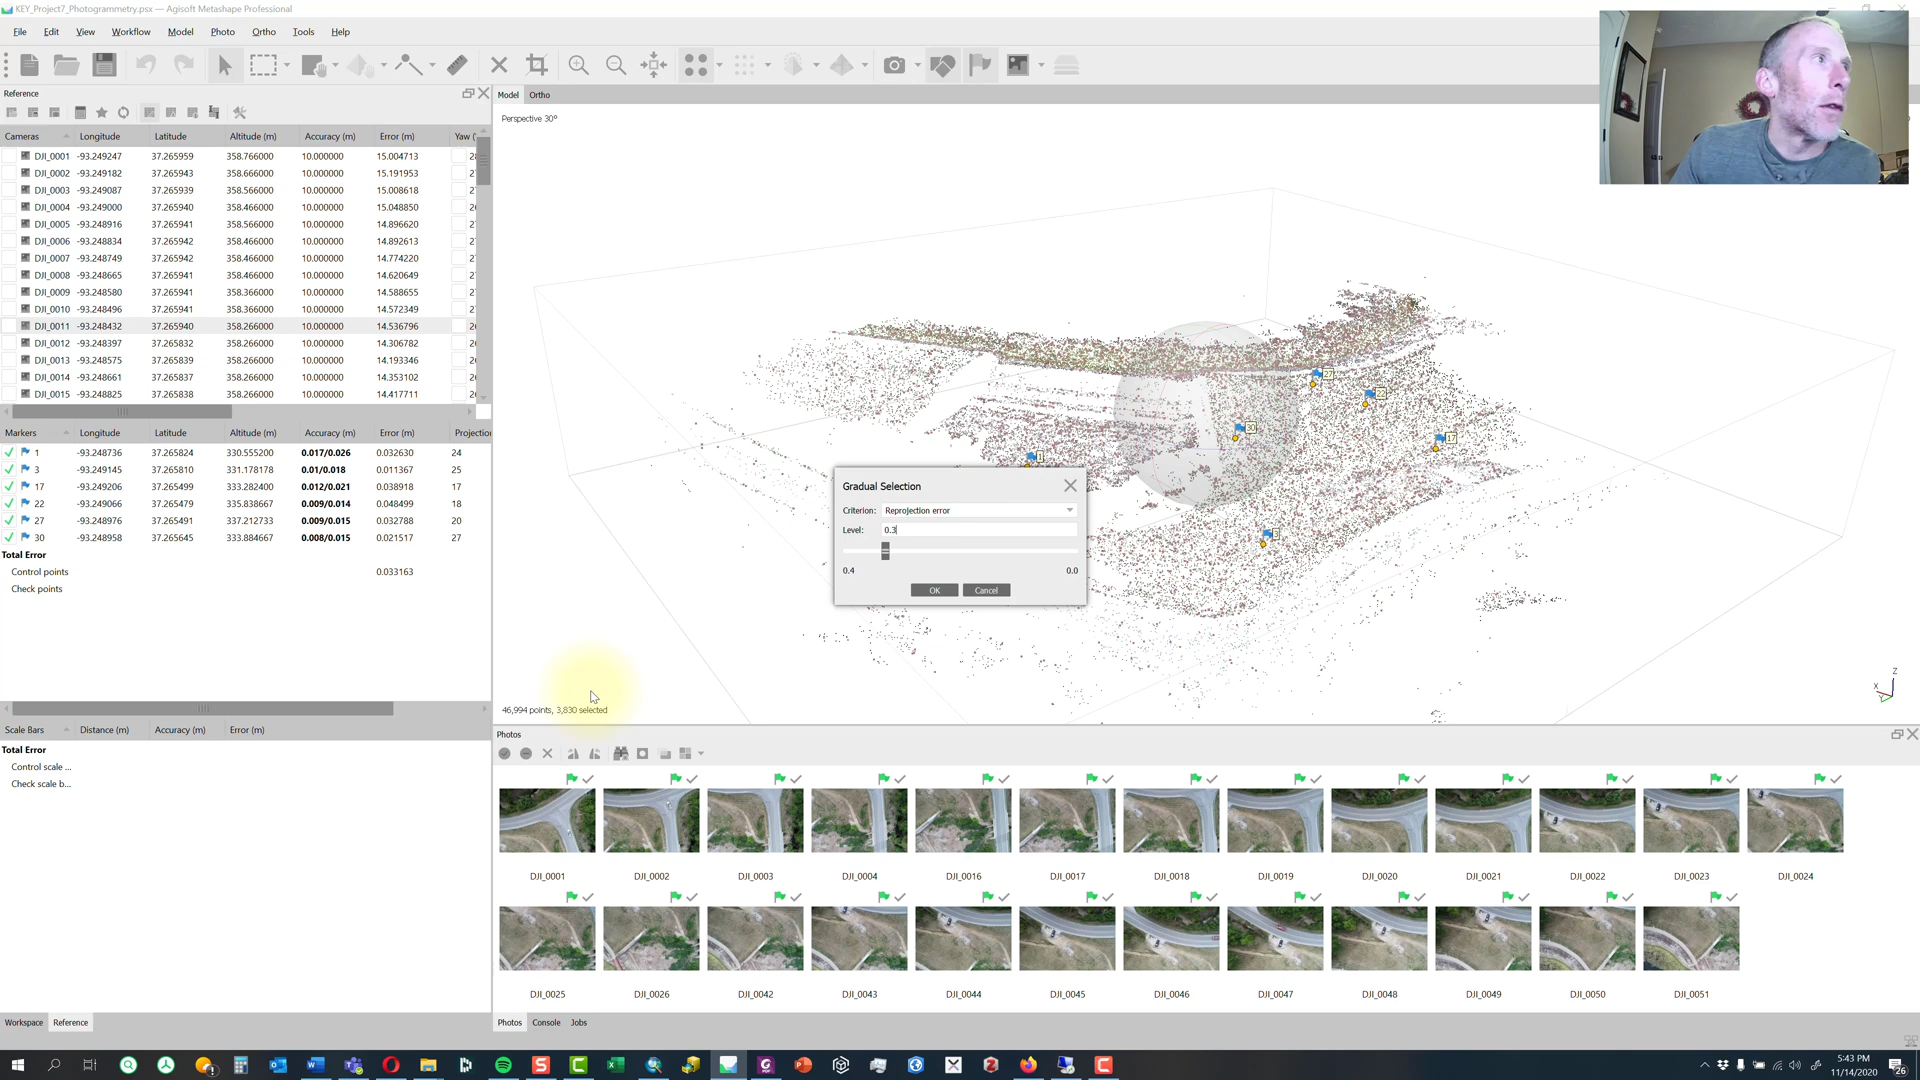 KEY_Project7_Photogrammetry.psx — Agisoft Metashape Professional
File Edit View Workflow Model Photo Ortho Tools Help
Reference
Cameras Longitude Latitude Altitude (m) Accuracy (m) Error (m) Yaw (
DJI_0001 -93.249247 37.265959 358.766000 10.000000 15.004713
DJI_0002 -93.249182 37.265943 358.666000 10.000000 15.191953
DJI_0003 -93.249087 37.265939 358.566000 10.000000 15.008618
DJI_0004 -93.249000 37.265940 358.466000 10.000000 15.048850
DJI_0005 -93.248916 37.265941 358.566000 10.000000 14.896620
DJI_0006 -93.248834 37.265942 358.466000 10.000000 14.892613
DJI_0007 -93.248749 37.265942 358.466000 10.000000 14.774220
DJI_0008 -93.248665 37.265941 358.466000 10.000000 14.620649
DJI_0009 -93.248580 37.265941 358.366000 10.000000 14.588655
DJI_0010 -93.248496 37.265941 358.366000 10.000000 14.572349
DJI_0011 -93.248432 37.265940 358.266000 10.000000 14.536796
DJI_0012 -93.248397 37.265832 358.266000 10.000000 14.306782
DJI_0013 -93.248575 37.265839 358.266000 10.000000 14.193346
DJI_0014 -93.248661 37.265837 358.266000 10.000000 14.353102
DJI_0015 -93.248825 37.265838 358.266000 10.000000 14.417711
Markers Longitude Latitude Altitude (m) Accuracy (m) Error (m) Projection
1 -93.248736 37.265824 330.555200 0.017/0.026 0.032630 24
3 -93.249145 37.265810 331.178178 0.01/0.018 0.011367 25
17 -93.249206 37.265499 333.282400 0.012/0.021 0.038918 17
22 -93.249066 37.265479 335.838667 0.009/0.014 0.048499 18
27 -93.248976 37.265491 337.212733 0.009/0.015 0.032788 20
30 -93.248958 37.265645 333.884667 0.008/0.015 0.021517 27
Total Error
Control points 0.033163
Check points
Scale Bars Distance (m) Accuracy (m) Error (m)
Total Error
Control scale ...
Check scale b...
Workspace Reference
Model Ortho
Perspective 30°
27
22
30
17
1
3
Gradual Selection
Criterion: Reprojection error
Level: 0.3
0.4 0.0
OK Cancel
Z
X
Y
46,994 points, 3,830 selected
Photos
DJI_0001 DJI_0002 DJI_0003 DJI_0004 DJI_0016 DJI_0017 DJI_0018 DJI_0019 DJI_0020 DJI_0021 DJI_0022 DJI_0023 DJI_0024
DJI_0025 DJI_0026 DJI_0042 DJI_0043 DJI_0044 DJI_0045 DJI_0046 DJI_0047 DJI_0048 DJI_0049 DJI_0050 DJI_0051
Photos Console Jobs
5:43 PM
11/14/2020
26